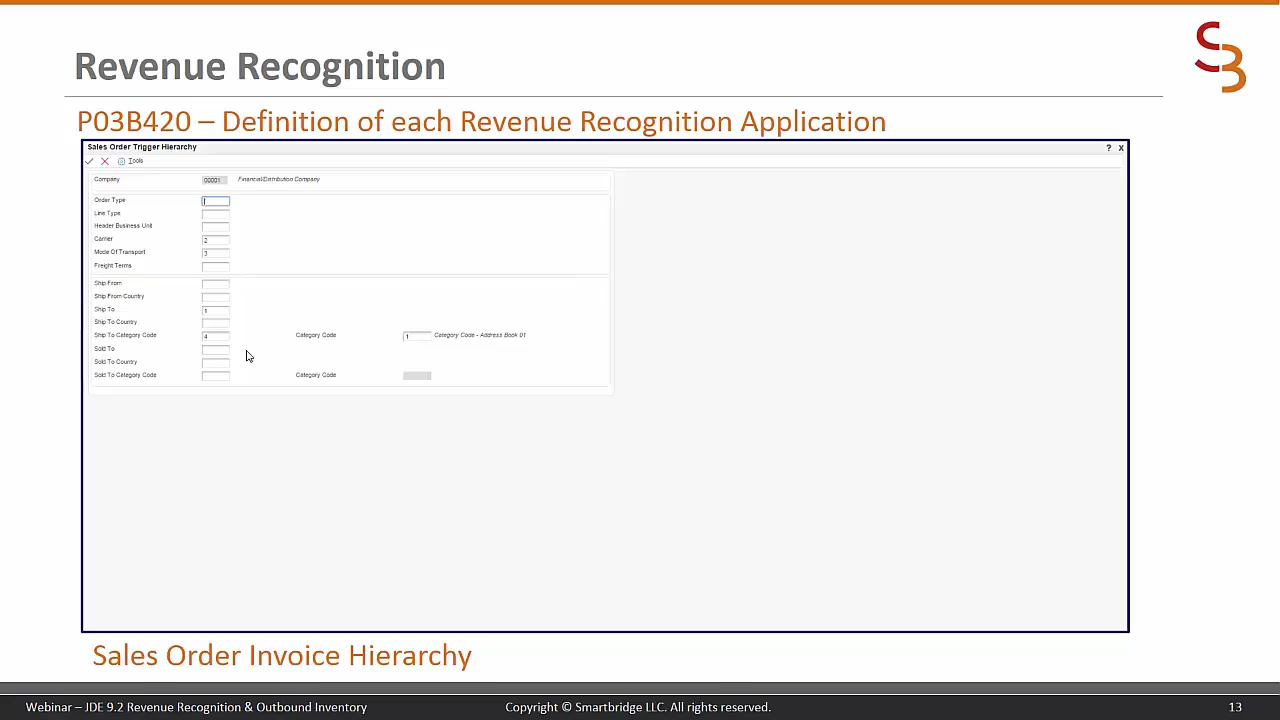 Revenue Recognition
P03B420 – Definition of each Revenue Recognition Application
Sales Order Trigger Hierarchy ? X
Tools
Company 00001 Financial/Distribution Company
Order Type
Line Type
Header Business Unit
Carrier 2
Mode Of Transport 3
Freight Terms
Ship From
Ship From Country
Ship To 1
Ship To Country
Ship To Category Code 4 Category Code 1 Category Code - Address Book 01
Sold To
Sold To Country
Sold To Category Code Category Code
Sales Order Invoice Hierarchy
Webinar – JDE 9.2 Revenue Recognition & Outbound Inventory Copyright © Smartbridge LLC. All rights reserved. 13